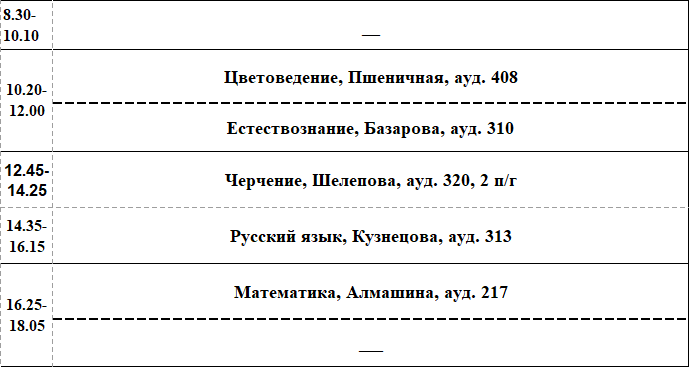 8.30-
10.10
—
10.20-
12.00
Цветоведение, Пшеничная, ауд. 408
Естествознание, Базарова, ауд. 310
12.45-
14.25
Черчение, Шелепова, ауд. 320, 2 п/г
14.35-
16.15
Русский язык, Кузнецова, ауд. 313
16.25-
18.05
Математика, Алмашина, ауд. 217
—